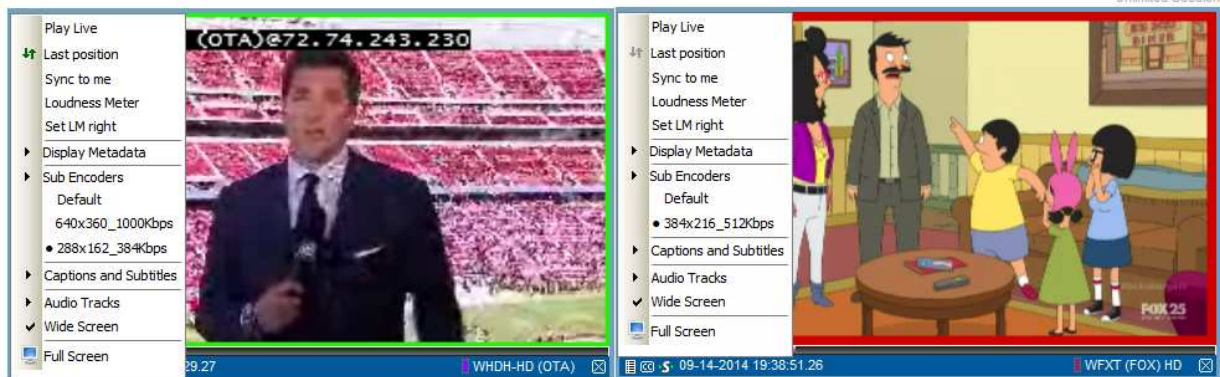 Play Live
Last position
Sync to me
Loudness Meter
Set LM right
Display Metadata
Sub Encoders
Default
640x360_1000Kbps
288x162_384Kbps
Captions and Subtitles
Audio Tracks
Wide Screen
Full Screen
(OTA)@72.74.243.230
29.27
WHDH-HD (OTA)
Play Live
Last position
Sync to me
Loudness Meter
Set LM right
Display Metadata
Sub Encoders
Default
384x216_512Kbps
Captions and Subtitles
Audio Tracks
Wide Screen
Full Screen
FOX 25
CC S 09-14-2014 19:38:51.26
WFXT (FOX) HD